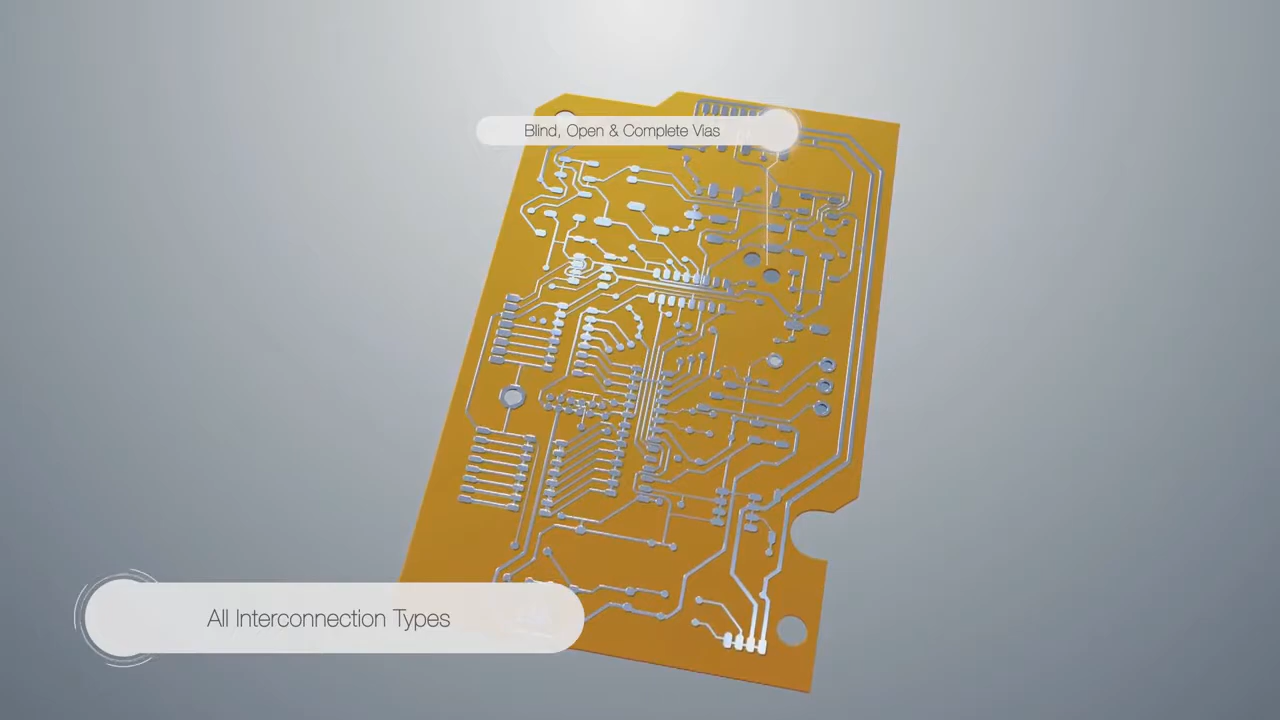 Blind, Open & Complete Vias
All Interconnection Types